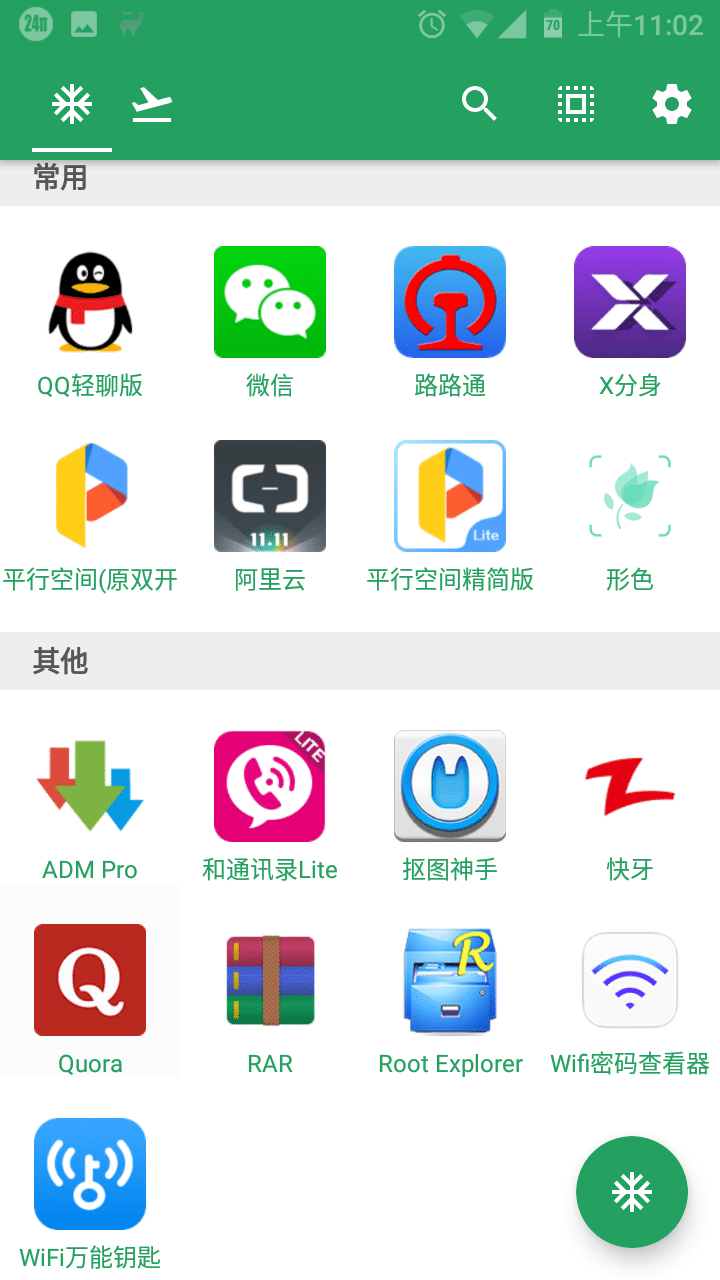 24π
70
上午11:02
常用
QQ轻聊版
微信
路路通
X分身
11.11
Lite
平行空间(原双开
阿里云
平行空间精简版
形色
其他
LITE
ADM Pro
和通讯录Lite
抠图神手
快牙
Q
R
Quora
RAR
Root Explorer
Wifi密码查看器
WiFi万能钥匙